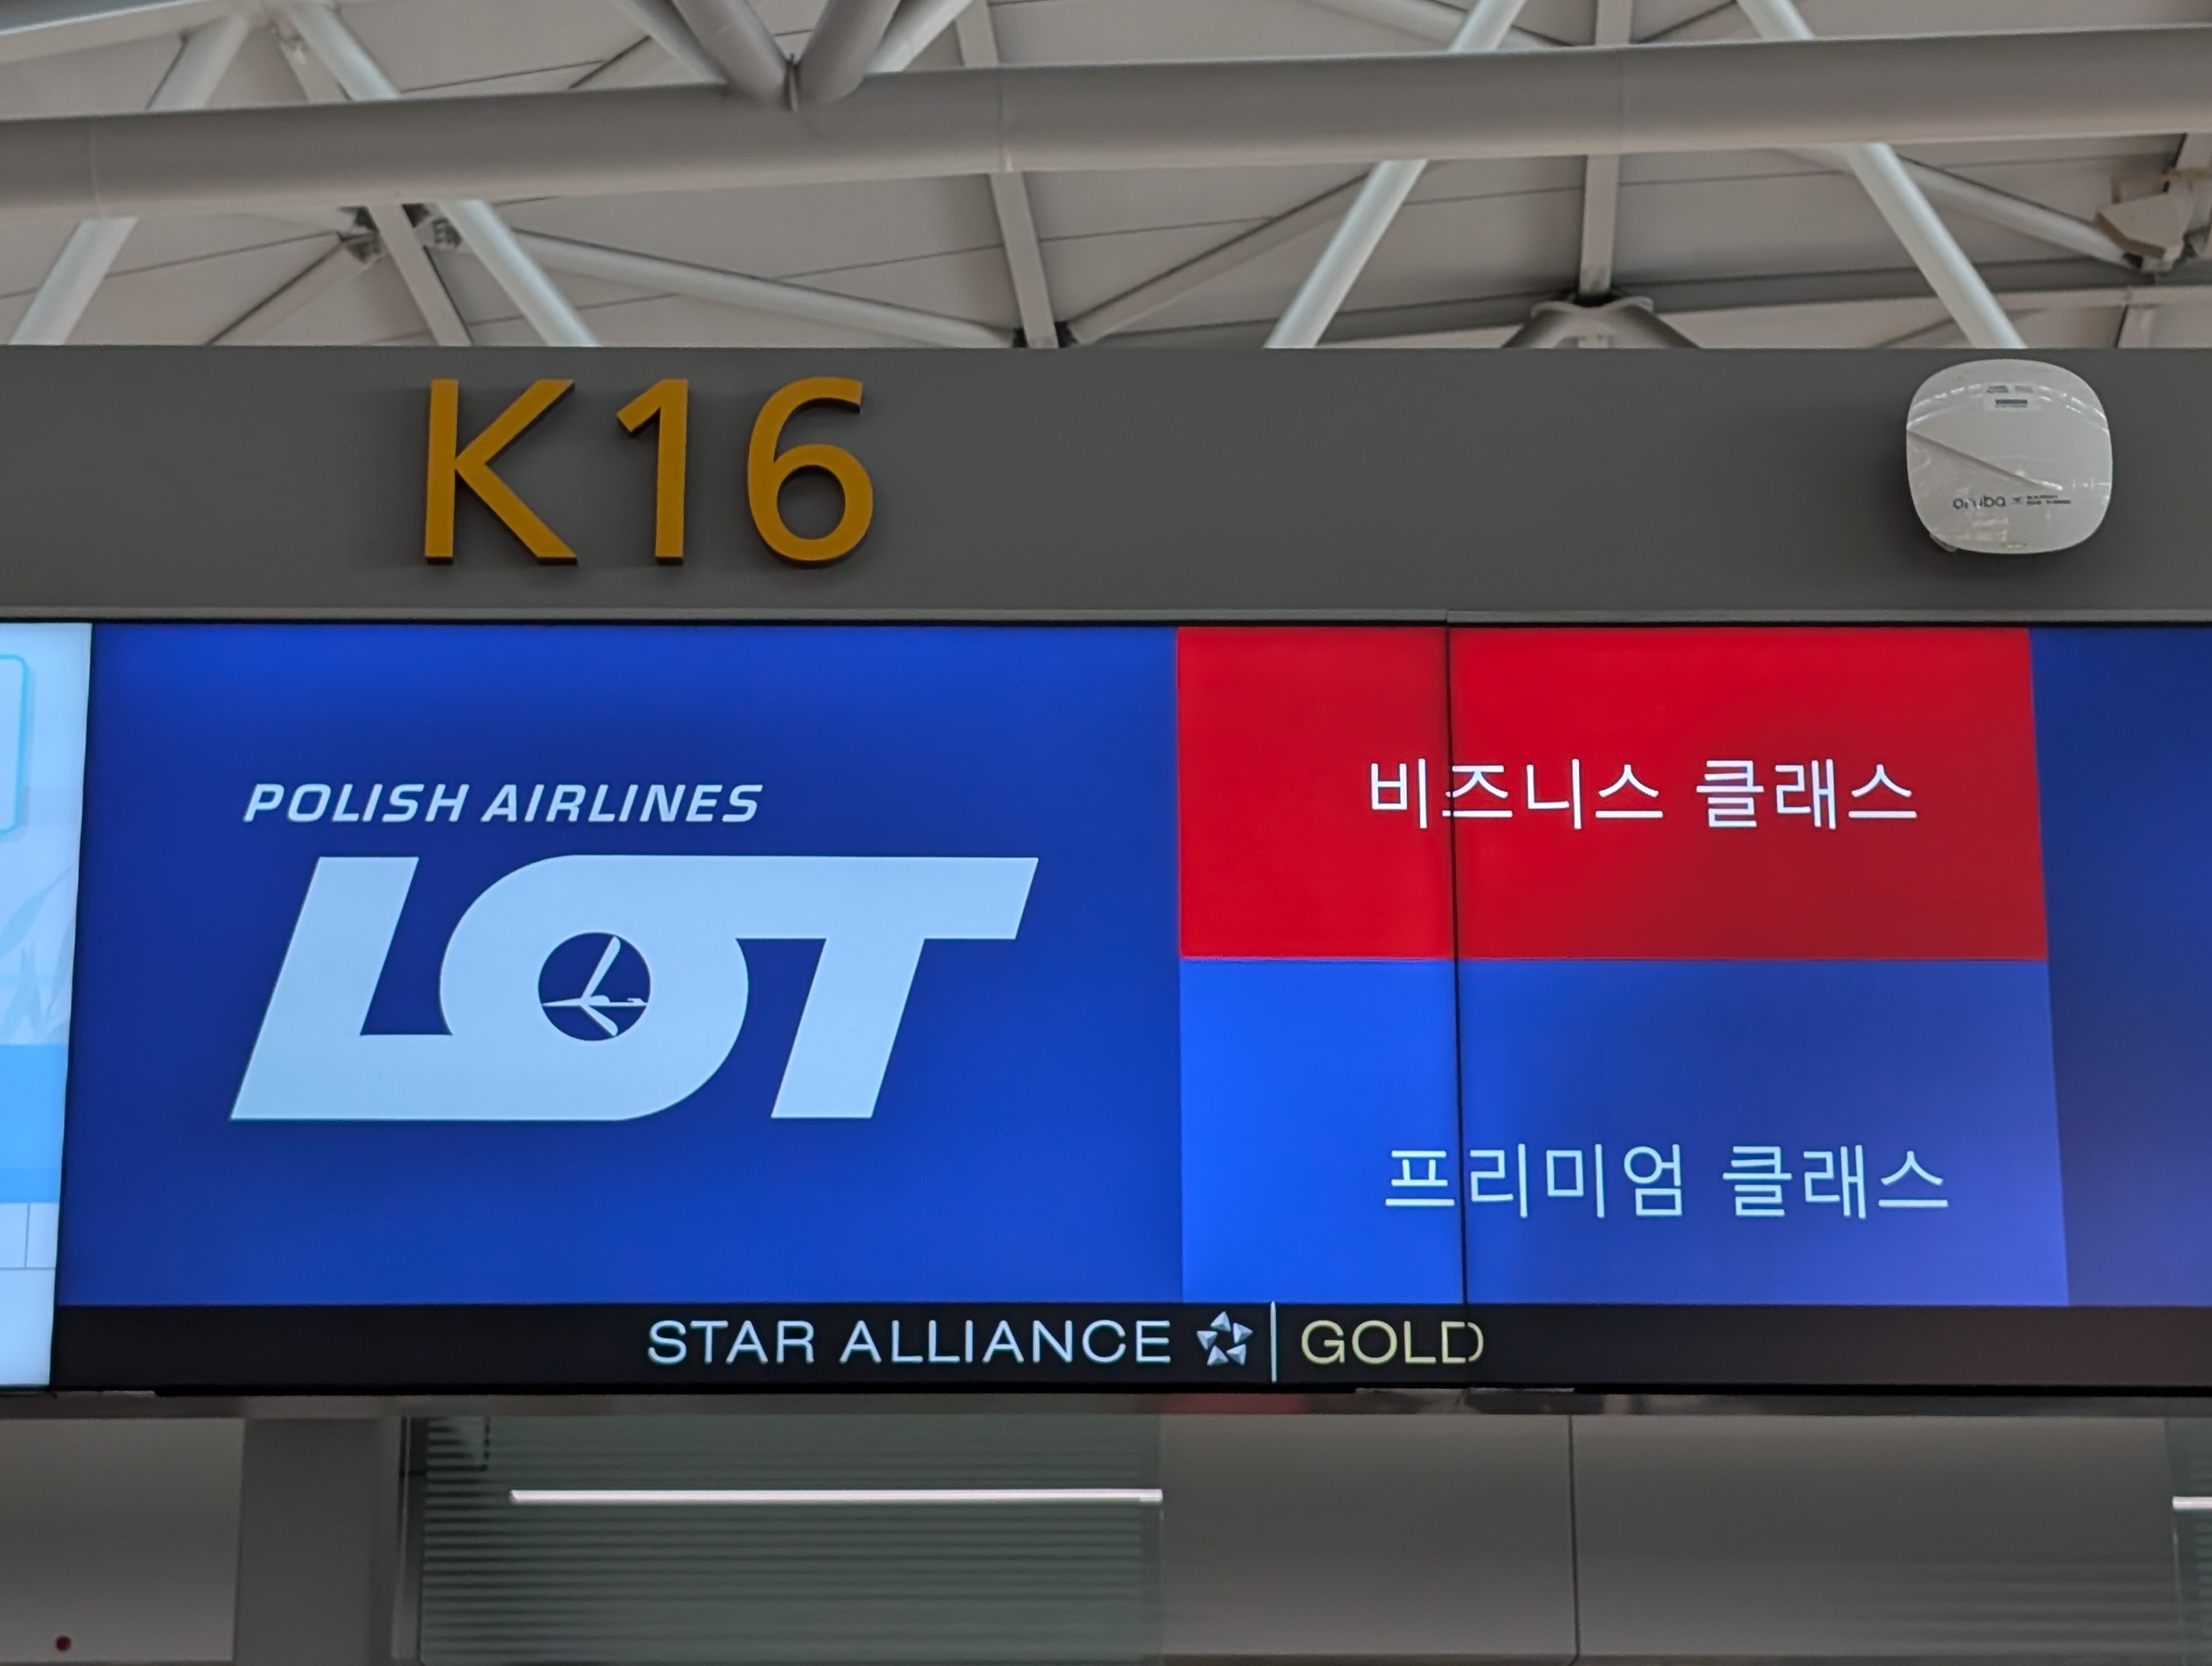 K16
aruba
POLISH AIRLINES
LOT
비즈니스 클래스
프리미엄 클래스
STAR ALLIANCE GOLD